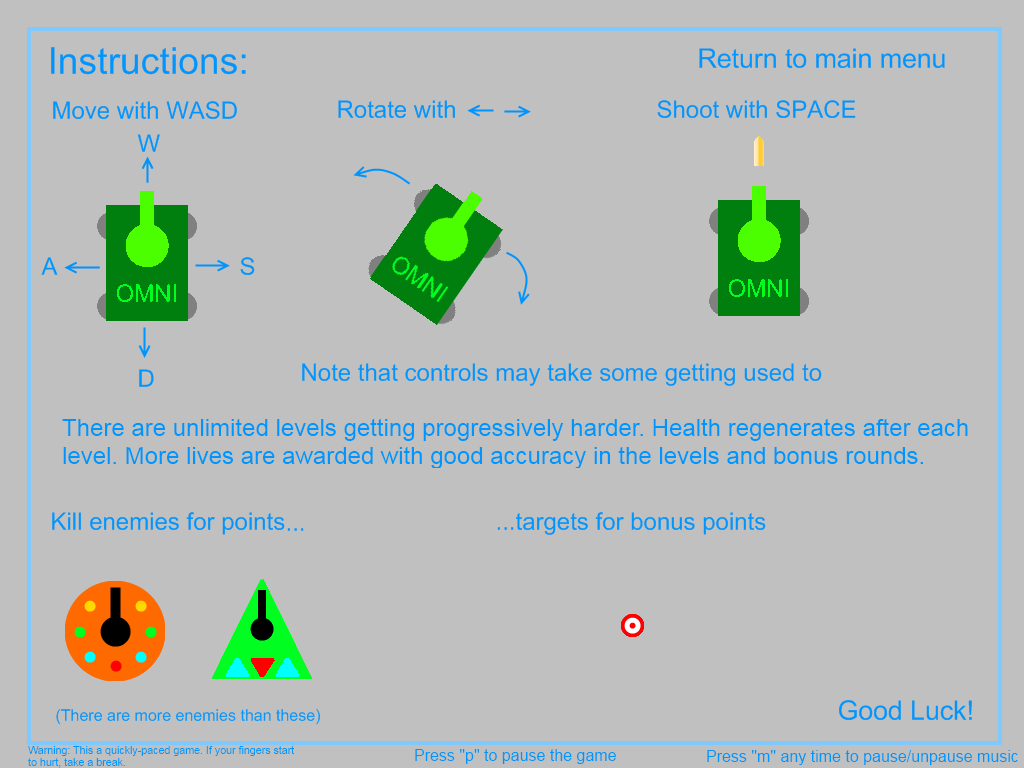 Instructions:
Return to main menu
Move with WASD
Rotate with
Shoot with SPACE
W
A
S
OMNI
OMNI
OMNI
D
Note that controls may take some getting used to
There are unlimited levels getting progressively harder. Health regenerates after each
level. More lives are awarded with good accuracy in the levels and bonus rounds.
Kill enemies for points...
...targets for bonus points
(There are more enemies than these)
Good Luck!
Warning: This a quickly-paced game. If your fingers start
to hurt, take a break.
Press "p" to pause the game
Press "m" any time to pause/unpause music